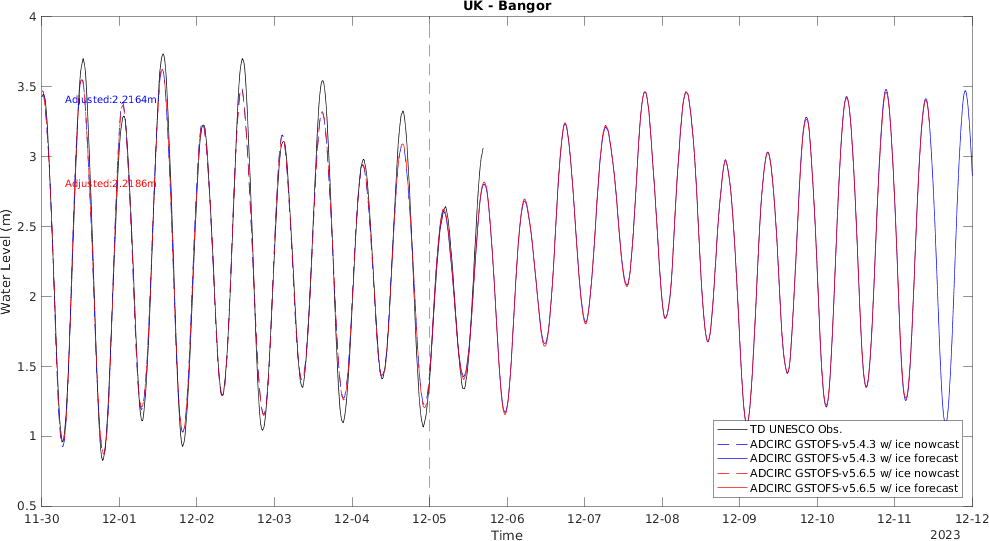 UK - Bangor
4
3.5
3
2.5
2
1.5
1
0.5
Water Level (m)
Adjusted:2.2164m
Adjusted:2.2186m
TD UNESCO Obs.
ADCIRC GSTOFS-v5.4.3 w/ ice nowcast
ADCIRC GSTOFS-v5.4.3 w/ ice forecast
ADCIRC GSTOFS-v5.6.5 w/ ice nowcast
ADCIRC GSTOFS-v5.6.5 w/ ice forecast
11-30 12-01 12-02 12-03 12-04 12-05 12-06 12-07 12-08 12-09 12-10 12-11 12-12
Time
2023